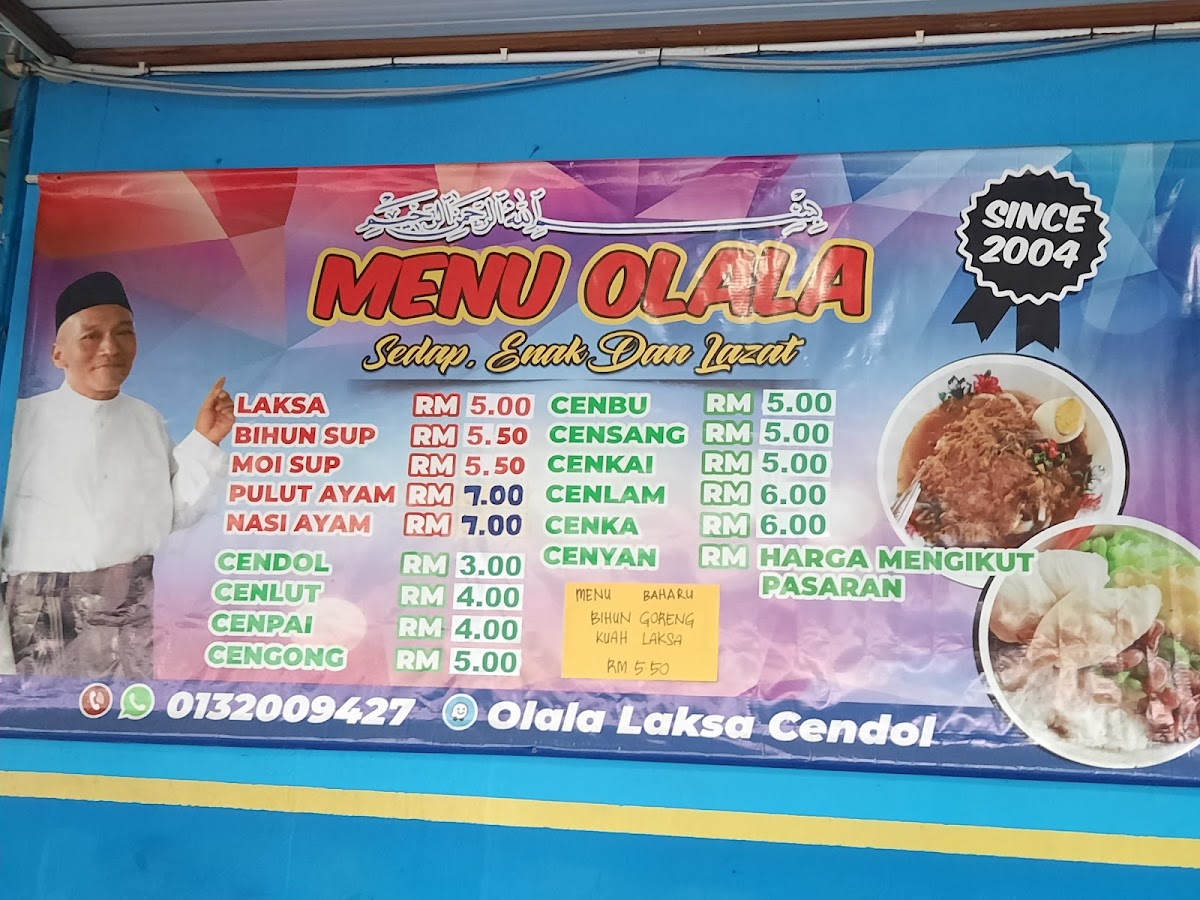 بِسْمِ اللهِ الرَّحْمَنِ الرَّحِيْمِ
MENU OLALA
Sedap, Enak Dan Lazat
SINCE
2004
LAKSA RM 5.00
BIHUN SUP RM 5.50
MOI SUP RM 5.50
PULUT AYAM RM 7.00
NASI AYAM RM 7.00
CENDOL RM 3.00
CENLUT RM 4.00
CENPAI RM 4.00
CENGONG RM 5.00
CENBU RM 5.00
CENSANG RM 5.00
CENKAI RM 5.00
CENLAM RM 6.00
CENKA RM 6.00
CENYAN RM HARGA MENGIKUT
PASARAN
MENU BAHARU
BIHUN GORENG
KUAH LAKSA
RM 5.50
0132009427 Olala Laksa Cendol